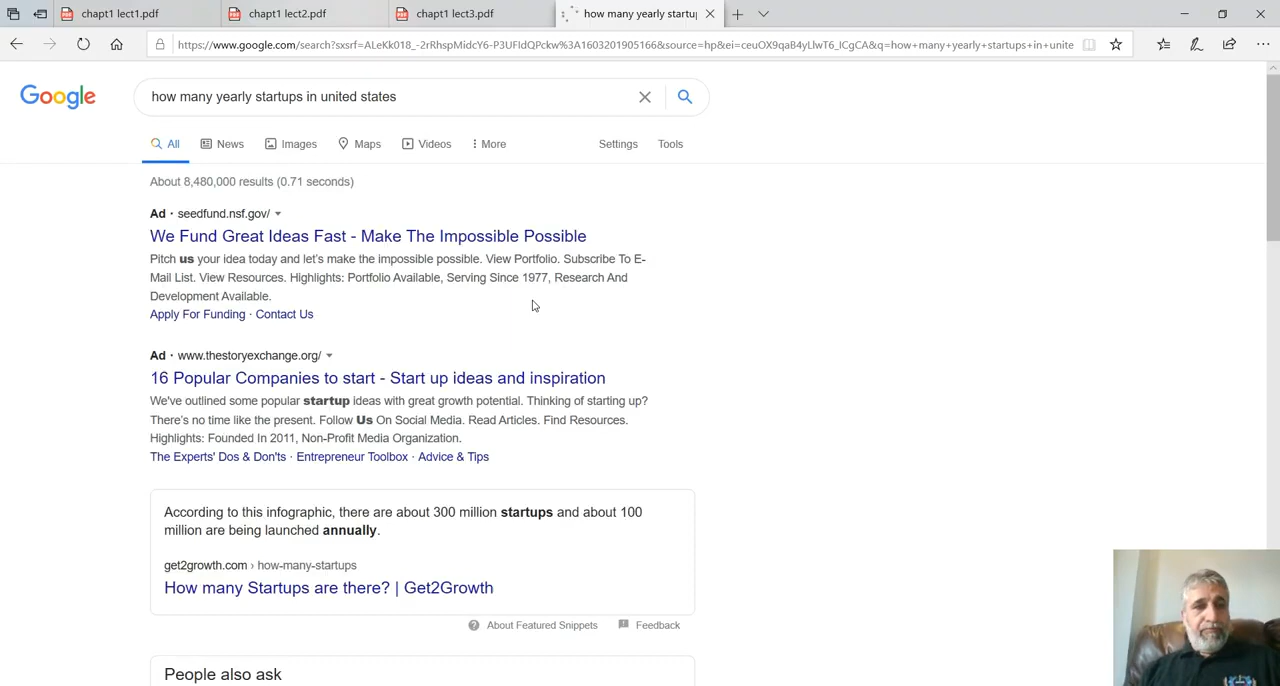 chapt1 lect1.pdf
chapt1 lect2.pdf
chapt1 lect3.pdf
how many yearly startu
https://www.google.com/search?sxsrf=ALeKk018_-2rRhspMidcY6-P3UFIdQPckw%3A1603201905166&source=hp&ei=ceuOX9qaB4yLlwT6_ICgCA&q=how+many+yearly+startups+in+unite
Google
how many yearly startups in united states
All
News
Images
Maps
Videos
More
Settings
Tools
About 8,480,000 results (0.71 seconds)
Ad · seedfund.nsf.gov/
We Fund Great Ideas Fast - Make The Impossible Possible
Pitch us your idea today and let's make the impossible possible. View Portfolio. Subscribe To E-
Mail List. View Resources. Highlights: Portfolio Available, Serving Since 1977, Research And
Development Available.
Apply For Funding · Contact Us
Ad · www.thestoryexchange.org/
16 Popular Companies to start - Start up ideas and inspiration
We've outlined some popular startup ideas with great growth potential. Thinking of starting up?
There's no time like the present. Follow Us On Social Media. Read Articles. Find Resources.
Highlights: Founded In 2011, Non-Profit Media Organization.
The Experts' Dos & Don'ts · Entrepreneur Toolbox · Advice & Tips
According to this infographic, there are about 300 million startups and about 100
million are being launched annually.
get2growth.com › how-many-startups
How many Startups are there? | Get2Growth
About Featured Snippets
Feedback
People also ask